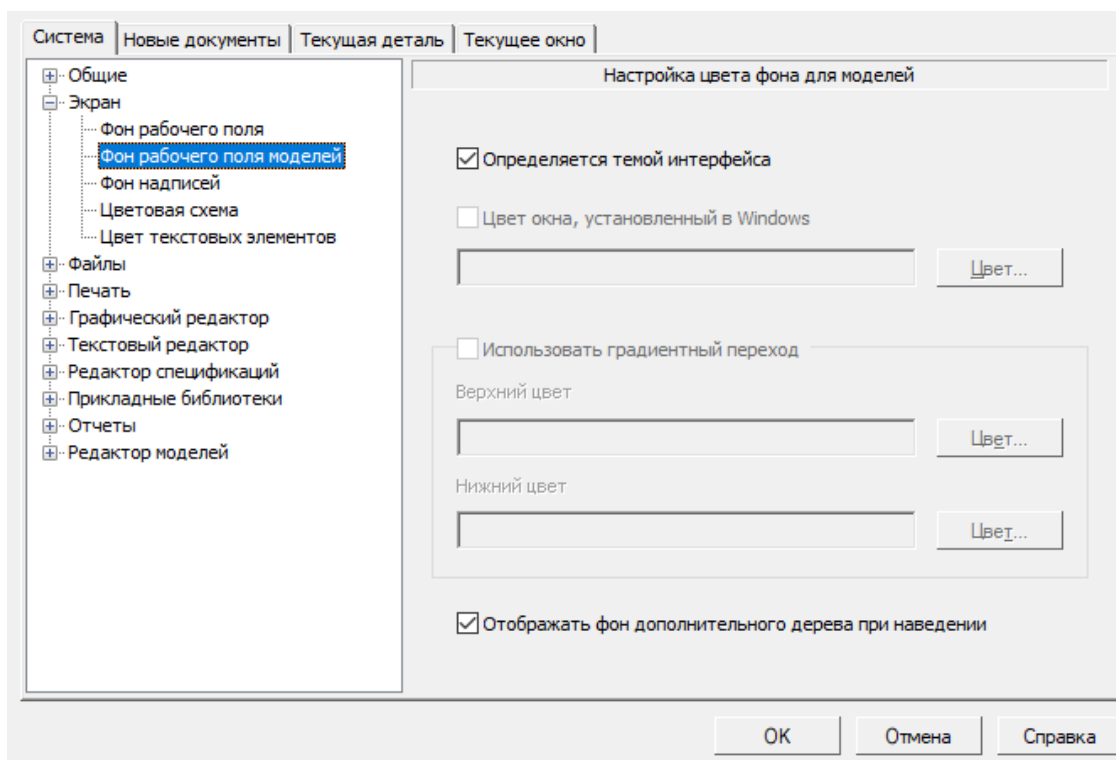 Система Новые документы Текущая деталь Текущее окно
Общие
Экран
Фон рабочего поля
Фон рабочего поля моделей
Фон надписей
Цветовая схема
Цвет текстовых элементов
Файлы
Печать
Графический редактор
Текстовый редактор
Редактор спецификаций
Прикладные библиотеки
Отчеты
Редактор моделей
Настройка цвета фона для моделей
Определяется темой интерфейса
Цвет окна, установленный в Windows
Цвет...
Использовать градиентный переход
Верхний цвет
Цвет...
Нижний цвет
Цвет...
Отображать фон дополнительного дерева при наведении
OK Отмена Справка